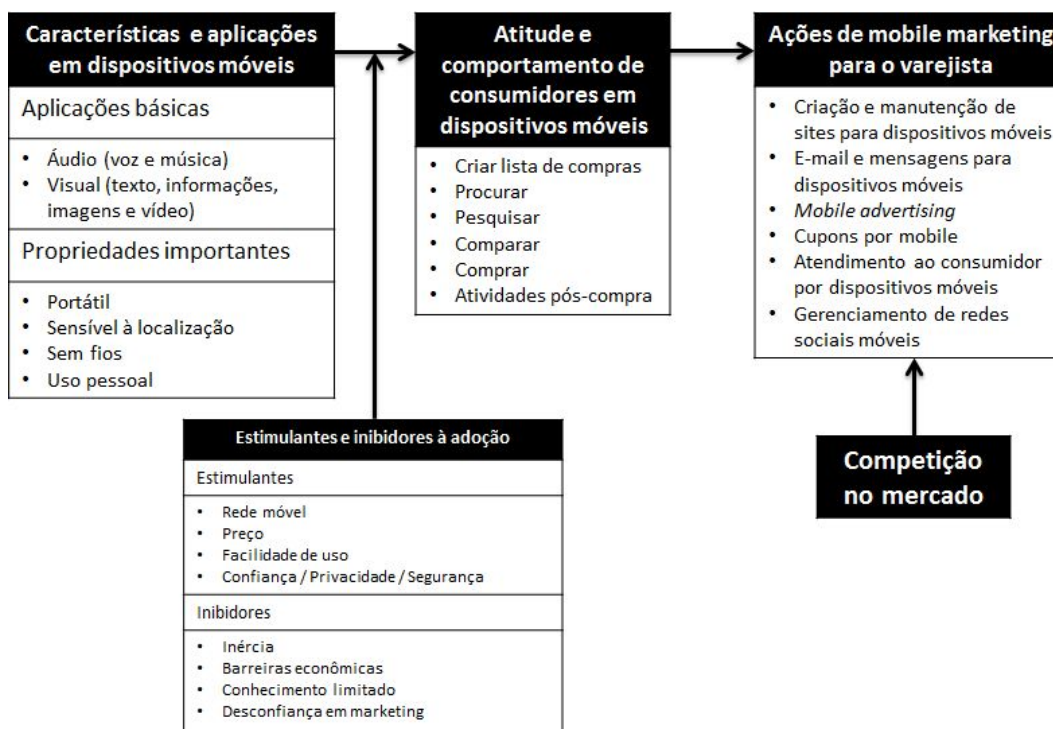 Características e aplicações
em dispositivos móveis
Aplicações básicas
• Áudio (voz e música)
• Visual (texto, informações,
imagens e vídeo)
Propriedades importantes
• Portátil
• Sensível à localização
• Sem fios
• Uso pessoal
Atitude e
comportamento de
consumidores em
dispositivos móveis
• Criar lista de compras
• Procurar
• Pesquisar
• Comparar
• Comprar
• Atividades pós-compra
Ações de mobile marketing
para o varejista
• Criação e manutenção de
sites para dispositivos móveis
• E-mail e mensagens para
dispositivos móveis
• Mobile advertising
• Cupons por mobile
• Atendimento ao consumidor
por dispositivos móveis
• Gerenciamento de redes
sociais móveis
Estimulantes e inibidores à adoção
Estimulantes
• Rede móvel
• Preço
• Facilidade de uso
• Confiança / Privacidade / Segurança
Inibidores
• Inércia
• Barreiras econômicas
• Conhecimento limitado
• Desconfiança em marketing
Competição
no mercado